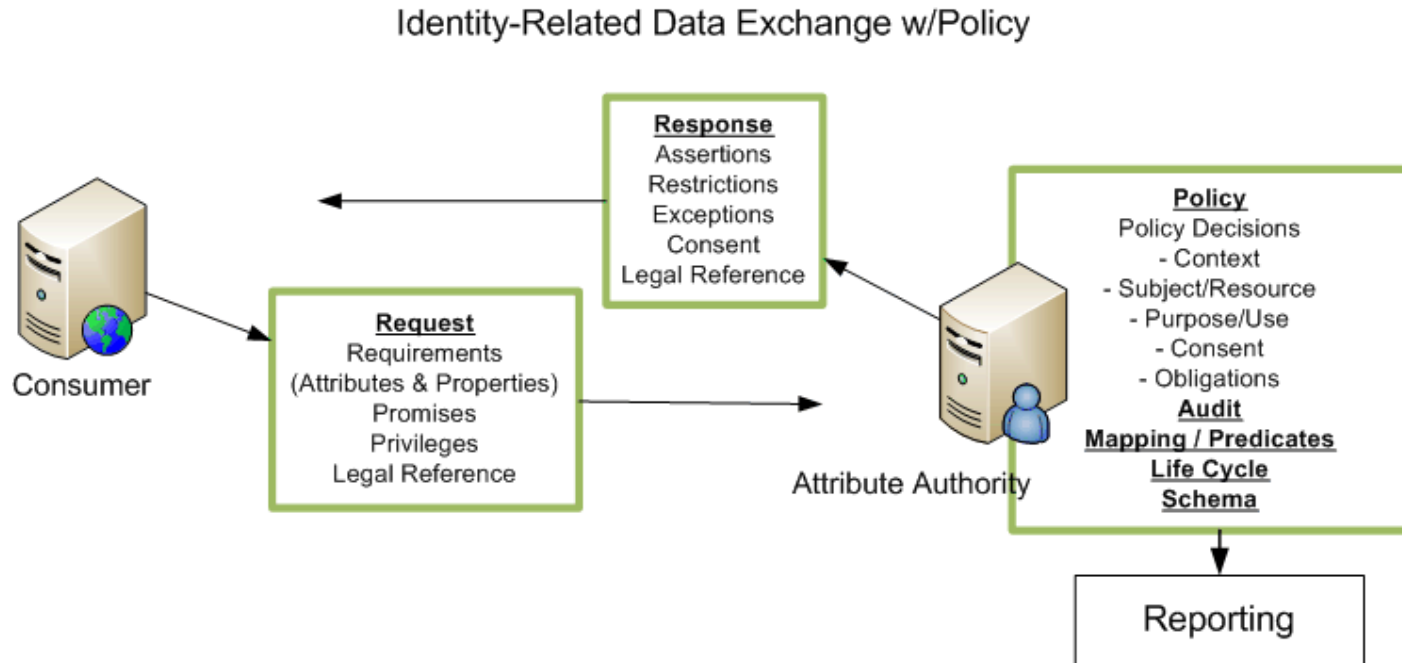 Identity-Related Data Exchange w/Policy
Response
Assertions
Restrictions
Exceptions
Consent
Legal Reference
Consumer
Request
Requirements
(Attributes & Properties)
Promises
Privileges
Legal Reference
Attribute Authority
Policy
Policy Decisions
- Context
- Subject/Resource
- Purpose/Use
- Consent
- Obligations
Audit
Mapping / Predicates
Life Cycle
Schema
Reporting